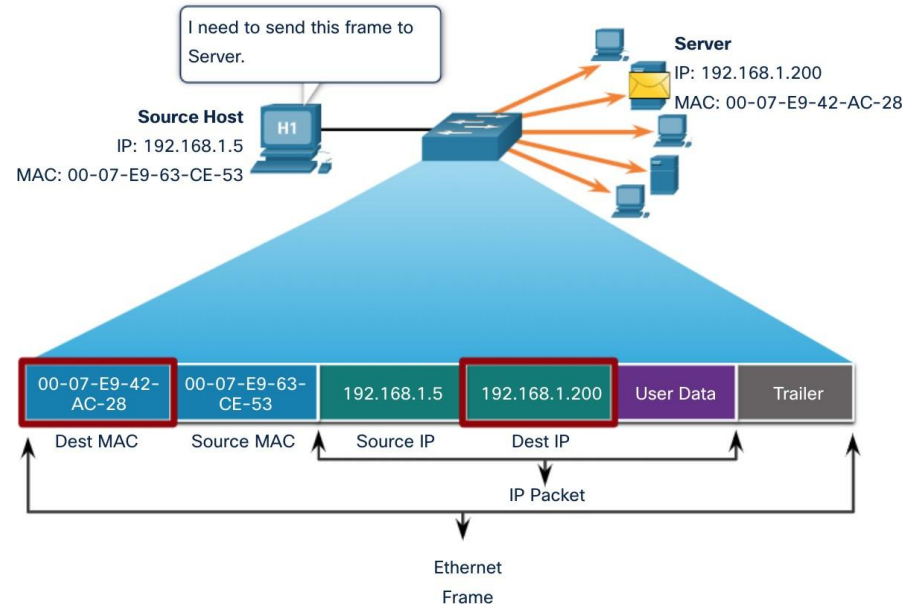 I need to send this frame to
Server.
Source Host
IP: 192.168.1.5
MAC: 00-07-E9-63-CE-53
H1
Server
IP: 192.168.1.200
MAC: 00-07-E9-42-AC-28
00-07-E9-42-
AC-28
00-07-E9-63-
CE-53
192.168.1.5
192.168.1.200
User Data
Trailer
Dest MAC
Source MAC
Source IP
Dest IP
IP Packet
Ethernet
Frame